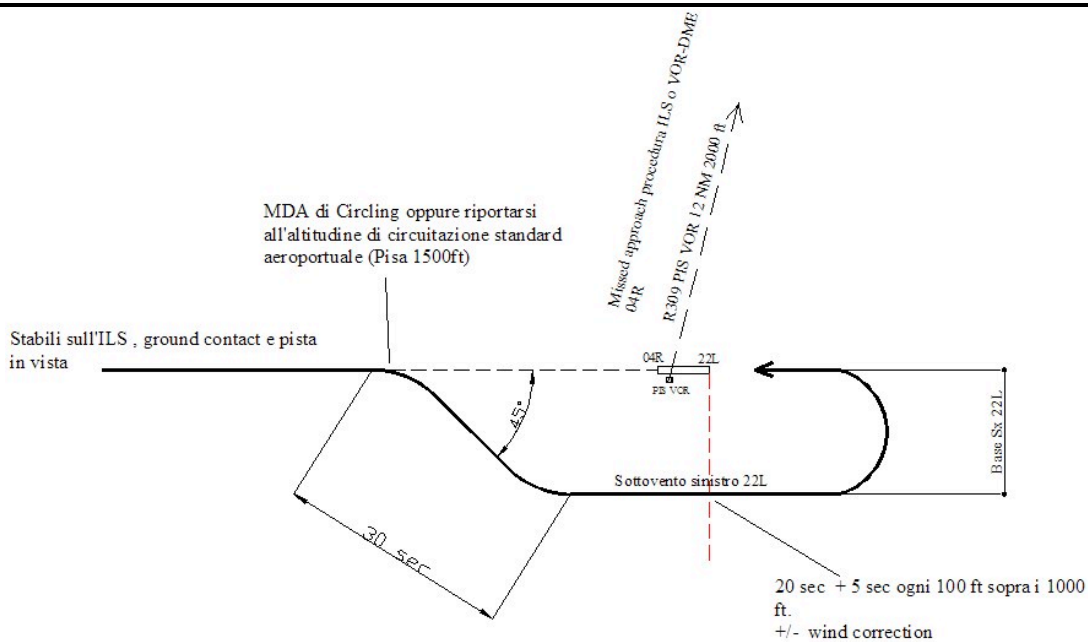 Missed approach procedura ILS o VOR-DME
04R
R309 PIS VOR 12 NM 2000 ft
MDA di Circling oppure riportarsi
all'altitudine di circuitazione standard
aeroportuale (Pisa 1500ft)
Stabili sull'ILS , ground contact e pista
in vista
04R
22L
PIS VOR
45°
Base Sx 22L
Sottovento sinistro 22L
30 sec
20 sec + 5 sec ogni 100 ft sopra i 1000
ft.
+/- wind correction